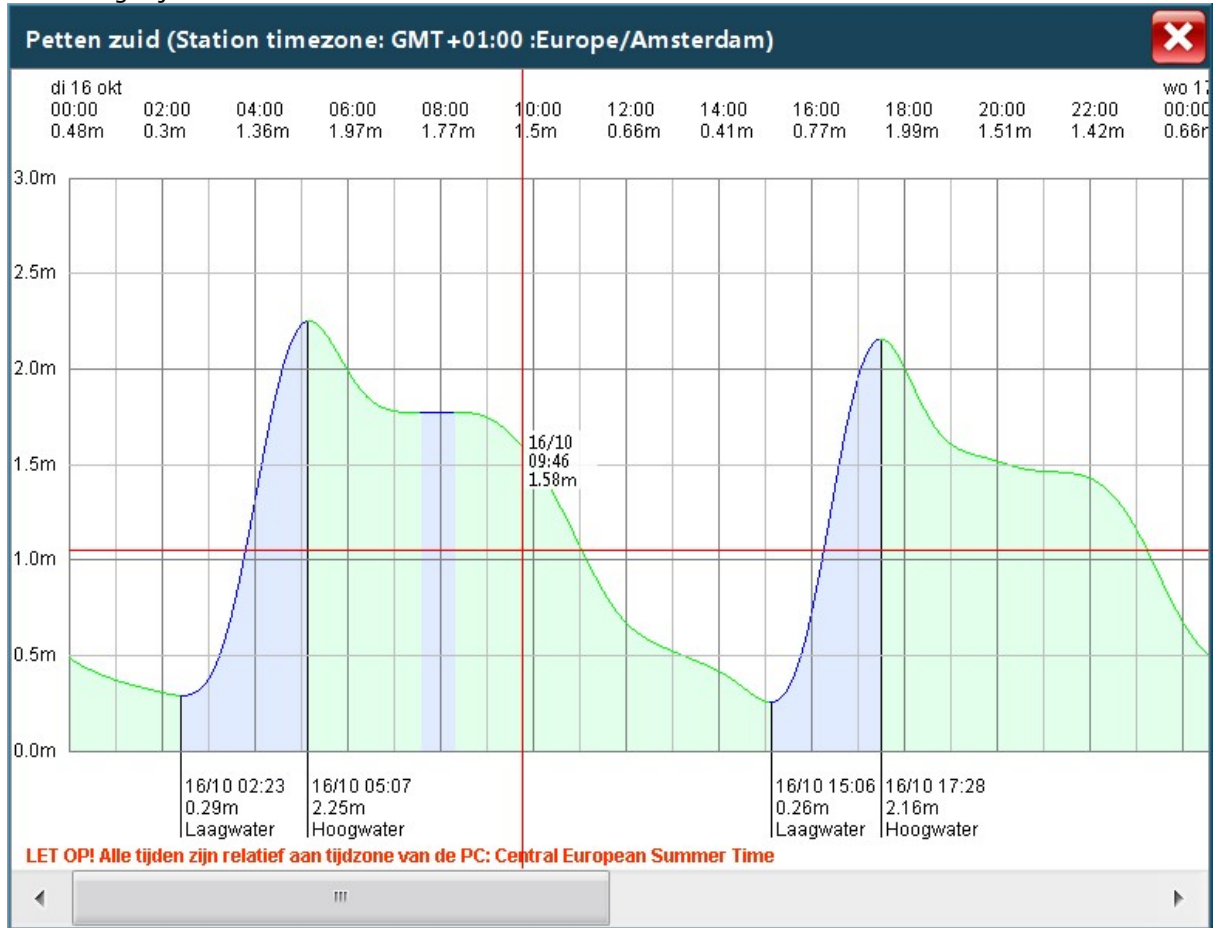 Petten zuid (Station timezone: GMT+01:00 :Europe/Amsterdam)
di 16 okt wo 17
00:00 02:00 04:00 06:00 08:00 10:00 12:00 14:00 16:00 18:00 20:00 22:00 00:00
0.48m 0.3m 1.36m 1.97m 1.77m 1.5m 0.66m 0.41m 0.77m 1.99m 1.51m 1.42m 0.66m
3.0m
2.5m
2.0m
16/10
09:46
1.5m
1.58m
1.0m
0.5m
0.0m
16/10 02:23 16/10 05:07 16/10 15:06 16/10 17:28
0.29m 2.25m 0.26m 2.16m
Laagwater Hoogwater Laagwater Hoogwater
LET OP! Alle tijden zijn relatief aan tijdzone van de PC: Central European Summer Time